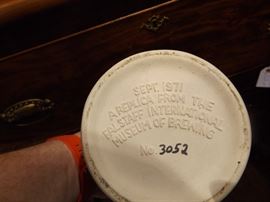 SEPT. 1971
A REPLICA FROM THE
FALSTAFF INTERNATIONAL
MUSEUM OF BREWING
No. 3052